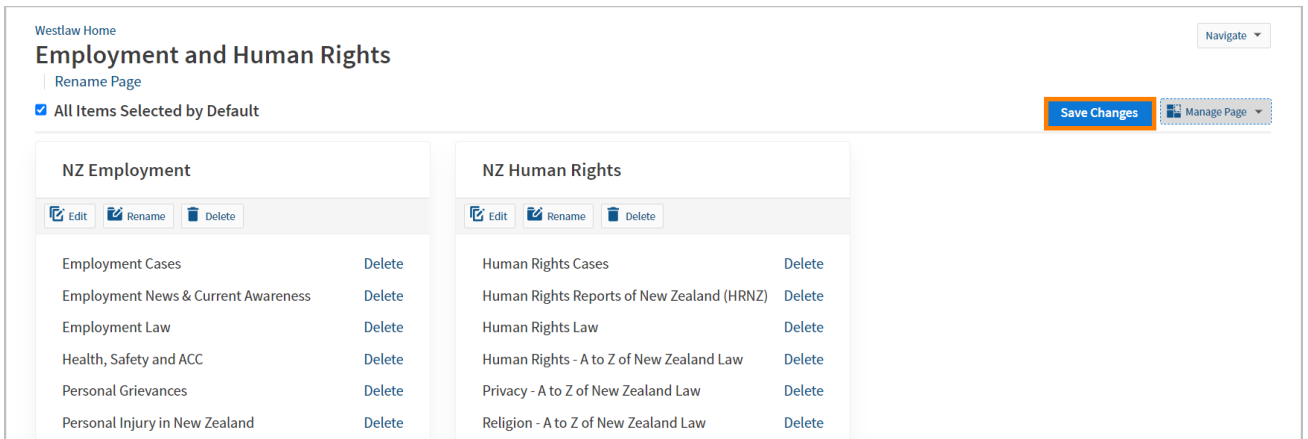 Westlaw Home
Navigate
Employment and Human Rights
Rename Page
All Items Selected by Default
Save Changes
Manage Page
NZ Employment
Edit Rename Delete
Employment Cases Delete
Employment News & Current Awareness Delete
Employment Law Delete
Health, Safety and ACC Delete
Personal Grievances Delete
Personal Injury in New Zealand Delete
NZ Human Rights
Edit Rename Delete
Human Rights Cases Delete
Human Rights Reports of New Zealand (HRNZ) Delete
Human Rights Law Delete
Human Rights - A to Z of New Zealand Law Delete
Privacy - A to Z of New Zealand Law Delete
Religion - A to Z of New Zealand Law Delete